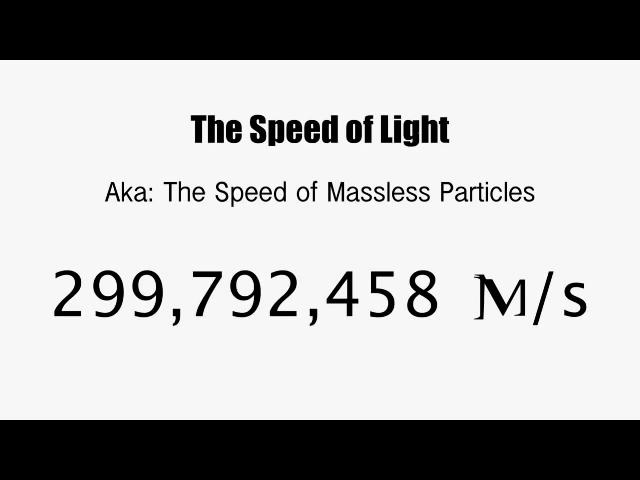 The Speed of Light
Aka: The Speed of Massless Particles
299,792,458 M/s